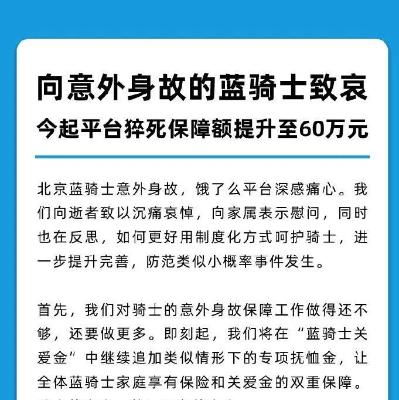 向意外身故的蓝骑士致哀
今起平台猝死保障额提升至60万元
北京蓝骑士意外身故，饿了么平台深感痛心。我
们向逝者致以沉痛哀悼，向家属表示慰问，同时
也在反思，如何更好用制度化方式呵护骑士，进
一步提升完善，防范类似小概率事件发生。
首先，我们对骑士的意外身故保障工作做得还不
够，还要做更多。即刻起，我们将在“蓝骑士关
爱金”中继续追加类似情形下的专项抚恤金，让
全体蓝骑士家庭享有保险和关爱金的双重保障。